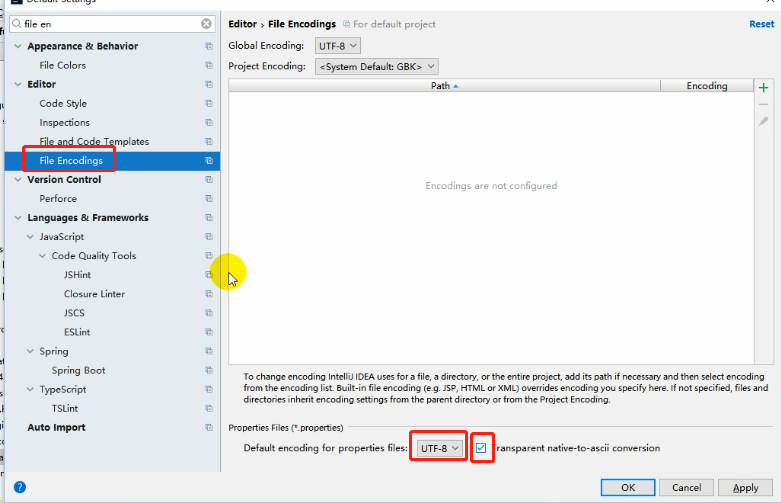 Default Settings
file en
Appearance & Behavior
File Colors
Editor
Code Style
Inspections
File and Code Templates
File Encodings
Version Control
Perforce
Languages & Frameworks
JavaScript
Code Quality Tools
JSHint
Closure Linter
JSCS
ESLint
Spring
Spring Boot
TypeScript
TSLint
Auto Import
Editor › File Encodings For default project Reset
Global Encoding: UTF-8
Project Encoding: <System Default: GBK>
Path Encoding
Encodings are not configured
To change encoding IntelliJ IDEA uses for a file, a directory, or the entire project, add its path if necessary and then select encoding
from the encoding list. Built-in file encoding (e.g. JSP, HTML or XML) overrides encoding you specify here. If not specified, files and
directories inherit encoding settings from the parent directory or from the Project Encoding.
Properties Files (*.properties)
Default encoding for properties files: UTF-8 Transparent native-to-ascii conversion
? OK Cancel Apply